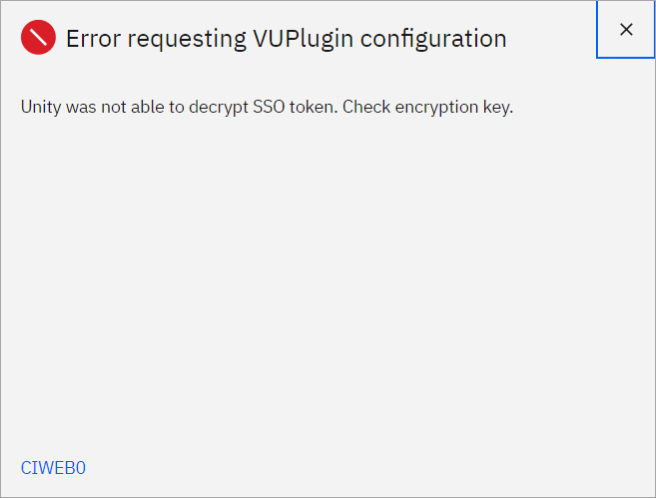 Error requesting VUPlugin configuration
Unity was not able to decrypt SSO token. Check encryption key.
CIWEB0